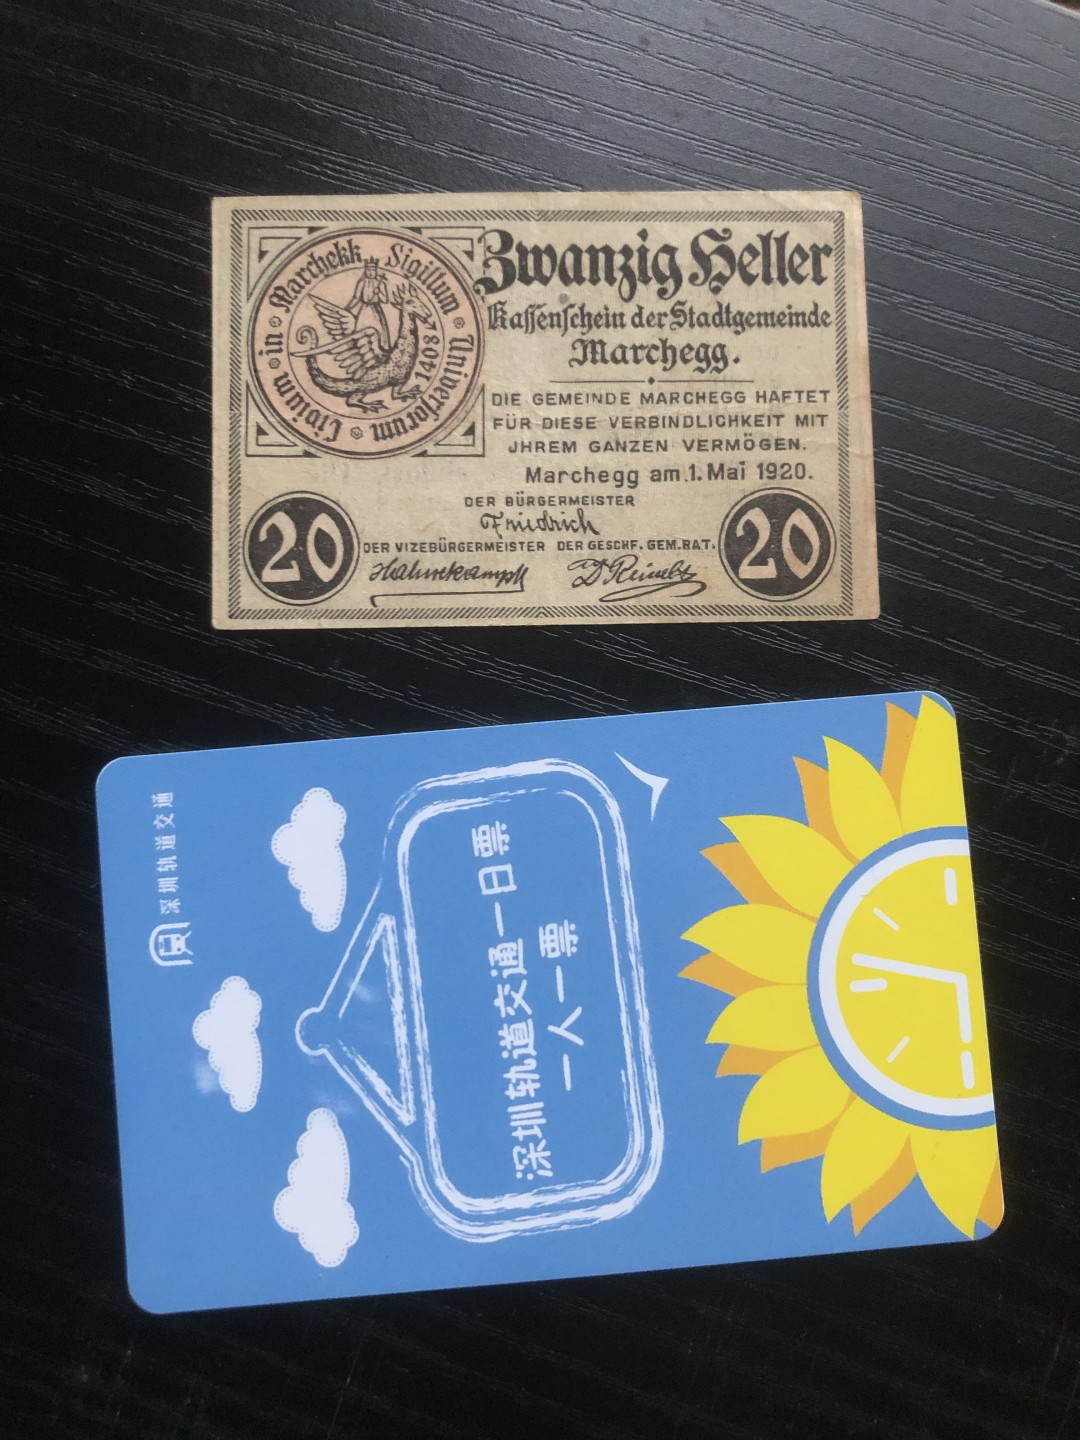 Sigillum Universorum Civium in Marchekk
1408
Zwanzig Heller
Kassenschein der Stadtgemeinde
Marchegg.
DIE GEMEINDE MARCHEGG HAFTET
FÜR DIESE VERBINDLICHKEIT MIT
JHREM GANZEN VERMÖGEN.
Marchegg am 1. Mai 1920.
DER BÜRGERMEISTER
Friedrich
DER VIZEBÜRGERMEISTER DER GESCHF. GEM.RAT.
20
20
深圳轨道交通
深圳轨道交通一日票
一人一票